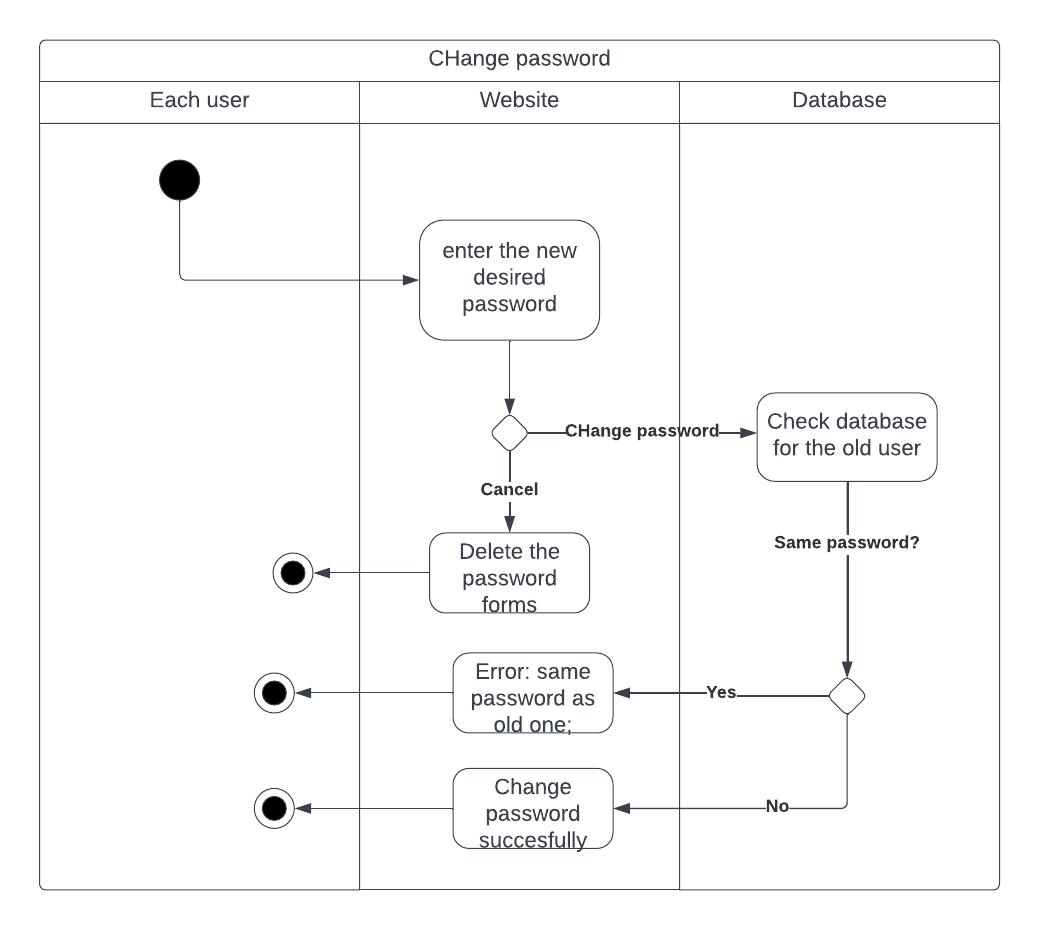 CHange password
Each user
Website
Database
enter the new
desired
password
CHange password
Check database
for the old user
Cancel
Same password?
Delete the
password
forms
Error: same
password as
old one;
Yes
Change
password
succesfully
No